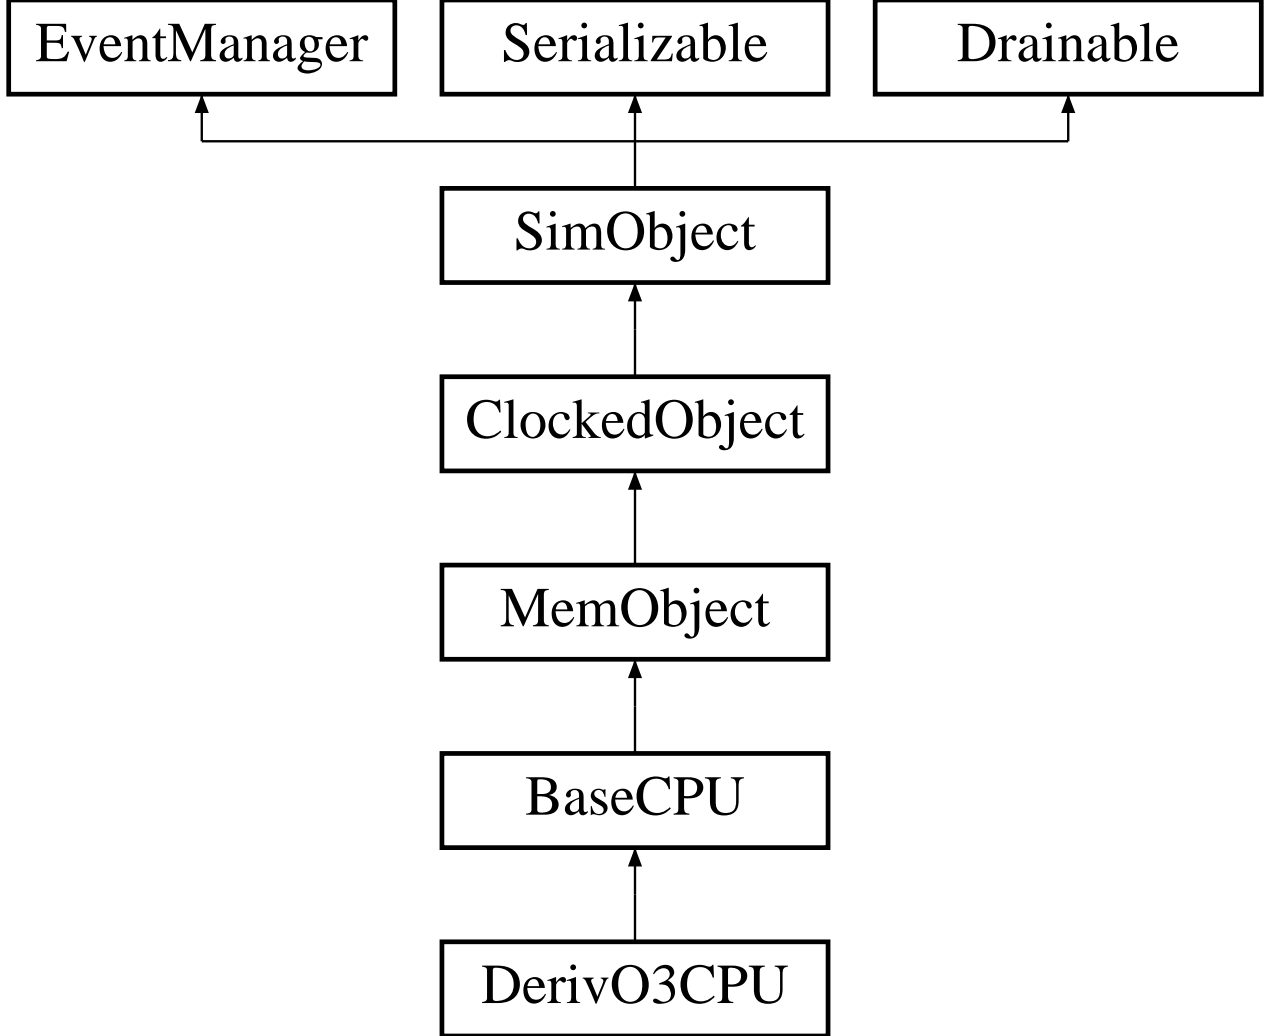 EventManager
Serializable
Drainable
SimObject
ClockedObject
MemObject
BaseCPU
DerivO3CPU